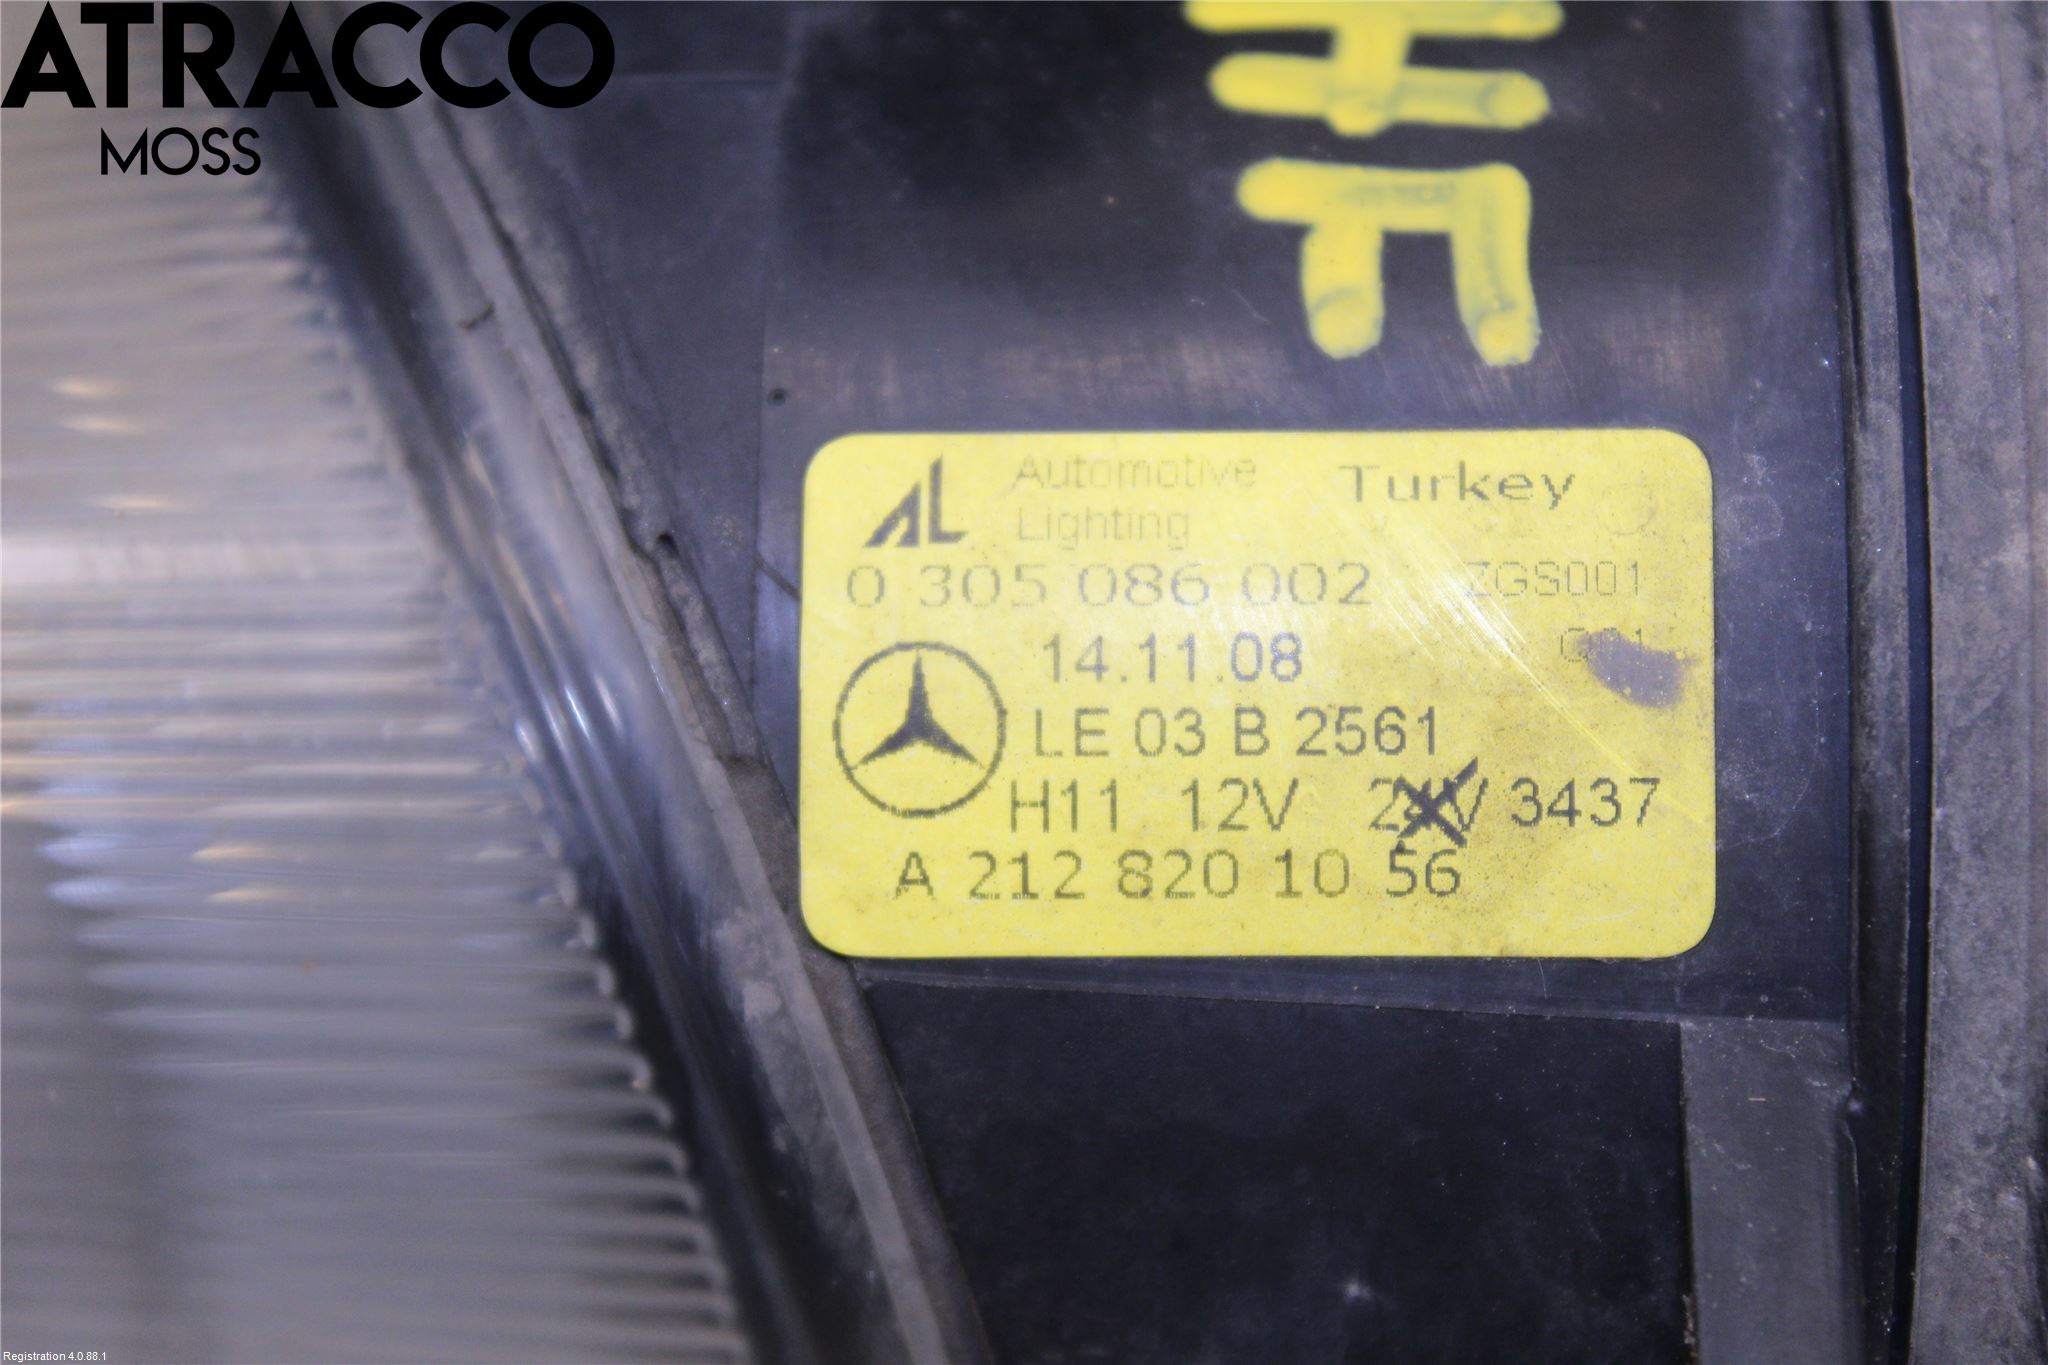 ATRACCO
MOSS
HF
AL Automotive Lighting Turkey
0 305 086 002 ZGS001
14.11.08
LE 03 B 2561
H11 12V 3437
A 212 820 10 56
Registration 4.0.88.1